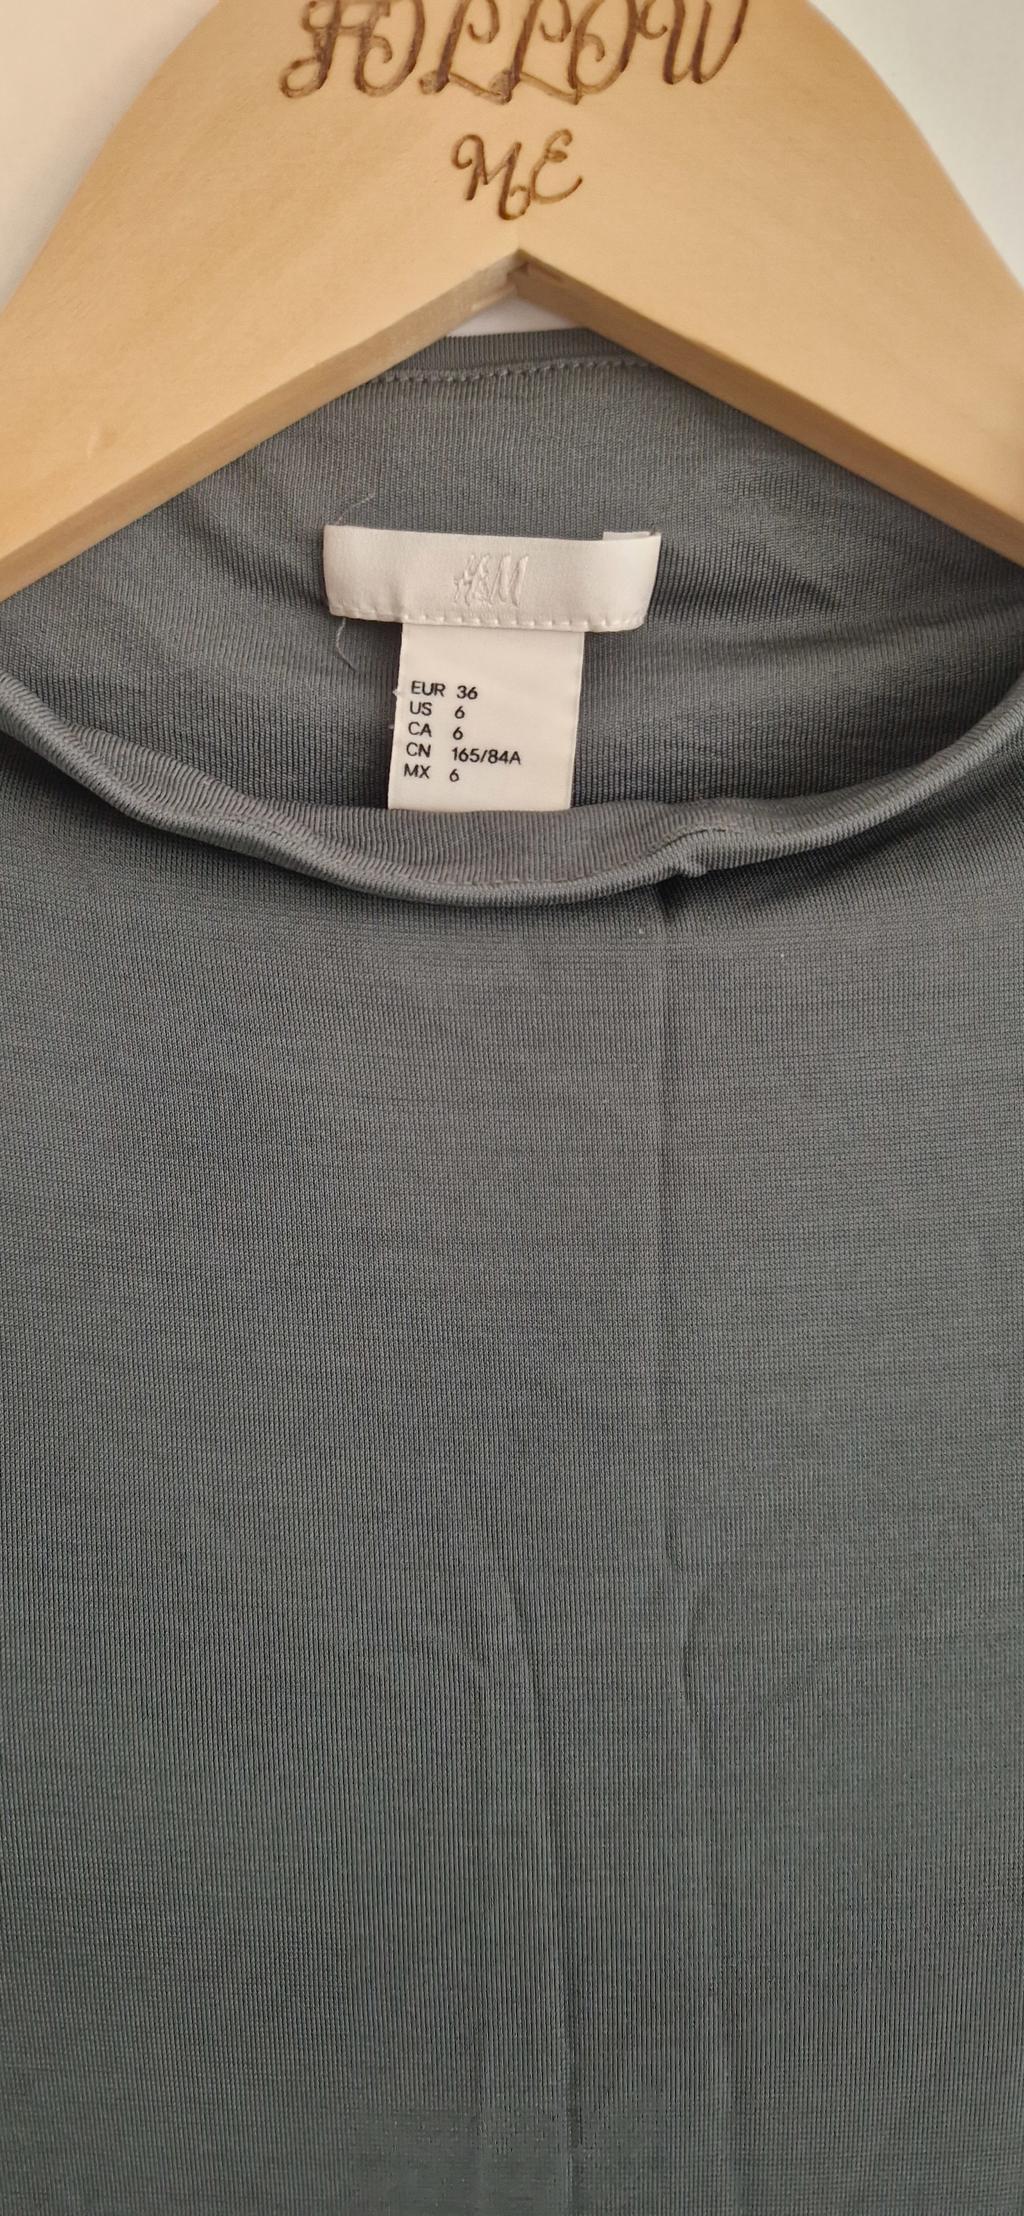 FOLLOW
ME
H&M
EUR 36
US 6
CA 6
CN 165/84A
MX 6